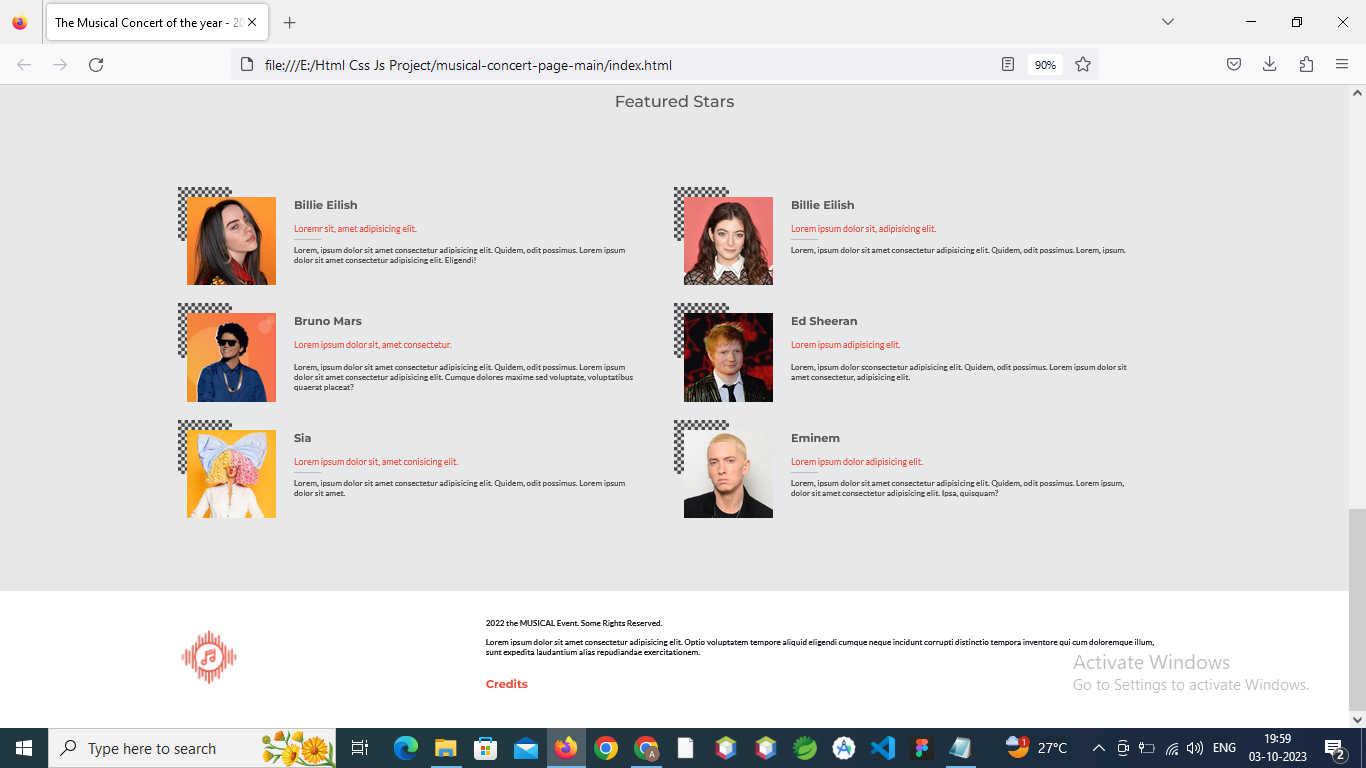 The Musical Concert of the year - 20
file:///E:/Html Css Js Project/musical-concert-page-main/index.html
90%
Featured Stars
Billie Eilish
Loremr sit, amet adipisicing elit.
Lorem, ipsum dolor sit amet consectetur adipisicing elit. Quidem, odit possimus. Lorem ipsum
dolor sit amet consectetur adipisicing elit. Eligendi!
Billie Eilish
Lorem ipsum dolor sit, adipisicing elit.
Lorem, ipsum dolor sit amet consectetur adipisicing elit. Quidem, odit possimus. Lorem, ipsum.
Bruno Mars
Lorem ipsum dolor sit, amet consectetur.
Lorem, ipsum dolor sit amet consectetur adipisicing elit. Quidem, odit possimus. Lorem ipsum
dolor sit amet consectetur adipisicing elit. Cumque dolores maxime sed voluptate, voluptatibus
quaerat placeat?
Ed Sheeran
Lorem ipsum adipisicing elit.
Lorem, ipsum dolor sconsectetur adipisicing elit. Quidem, odit possimus. Lorem ipsum dolor sit
amet consectetur, adipisicing elit.
Sia
Lorem ipsum dolor sit, amet conisicing elit.
Lorem, ipsum dolor sit amet consectetur adipisicing elit. Quidem, odit possimus. Lorem ipsum
dolor sit amet.
Eminem
Lorem ipsum dolor adipisicing elit.
Lorem, ipsum dolor sit amet consectetur adipisicing elit. Quidem, odit possimus. Lorem ipsum,
dolor sit amet consectetur adipisicing elit. Ipsa, quisquam?
2022 the MUSICAL Event. Some Rights Reserved.
Lorem ipsum dolor sit amet consectetur adipisicing elit. Optio voluptatem tempore aliquid eligendi cumque neque incidunt corrupti distinctio tempora inventore qui cum doloremque illum,
sunt expedita laudantium alias repudiandae exercitationem.
Credits
Activate Windows
Go to Settings to activate Windows.
Type here to search
A
1
27°C
ENG
19:59
03-10-2023
2